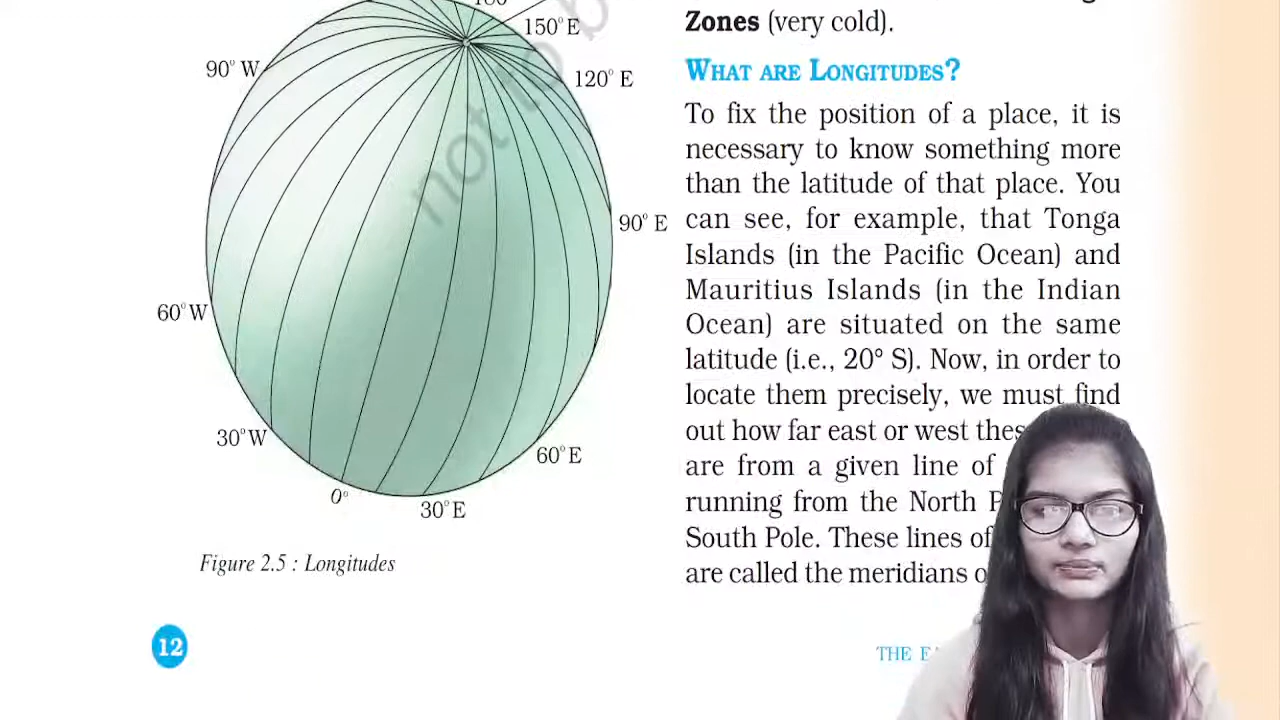 180
150° E
90° W
120° E
90° E
60° W
30° W
60° E
0°
30° E
Figure 2.5 : Longitudes
12
not to b
Zones (very cold).
WHAT ARE LONGITUDES?
To fix the position of a place, it is
necessary to know something more
than the latitude of that place. You
can see, for example, that Tonga
Islands (in the Pacific Ocean) and
Mauritius Islands (in the Indian
Ocean) are situated on the same
latitude (i.e., 20° S). Now, in order to
locate them precisely, we must find
out how far east or west
are from a given line of
running from the North
South Pole. These lines of
are called the meridians
THE